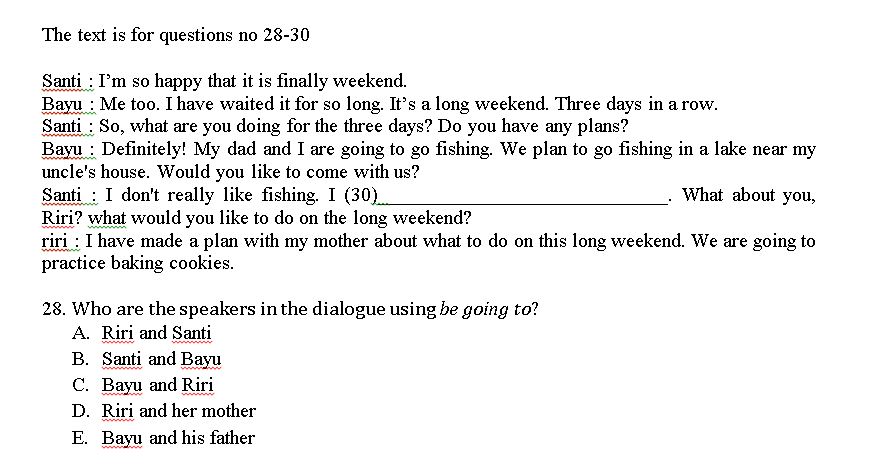 The text is for questions no 28-30
Santi : I'm so happy that it is finally weekend.
Bayu : Me too. I have waited it for so long. It's a long weekend. Three days in a row.
Santi : So, what are you doing for the three days? Do you have any plans?
Bayu : Definitely! My dad and I are going to go fishing. We plan to go fishing in a lake near my
uncle's house. Would you like to come with us?
Santi : I don't really like fishing. I (30)______________________________. What about you,
Riri? what would you like to do on the long weekend?
riri : I have made a plan with my mother about what to do on this long weekend. We are going to
practice baking cookies.
28. Who are the speakers in the dialogue using be going to?
A. Riri and Santi
B. Santi and Bayu
C. Bayu and Riri
D. Riri and her mother
E. Bayu and his father